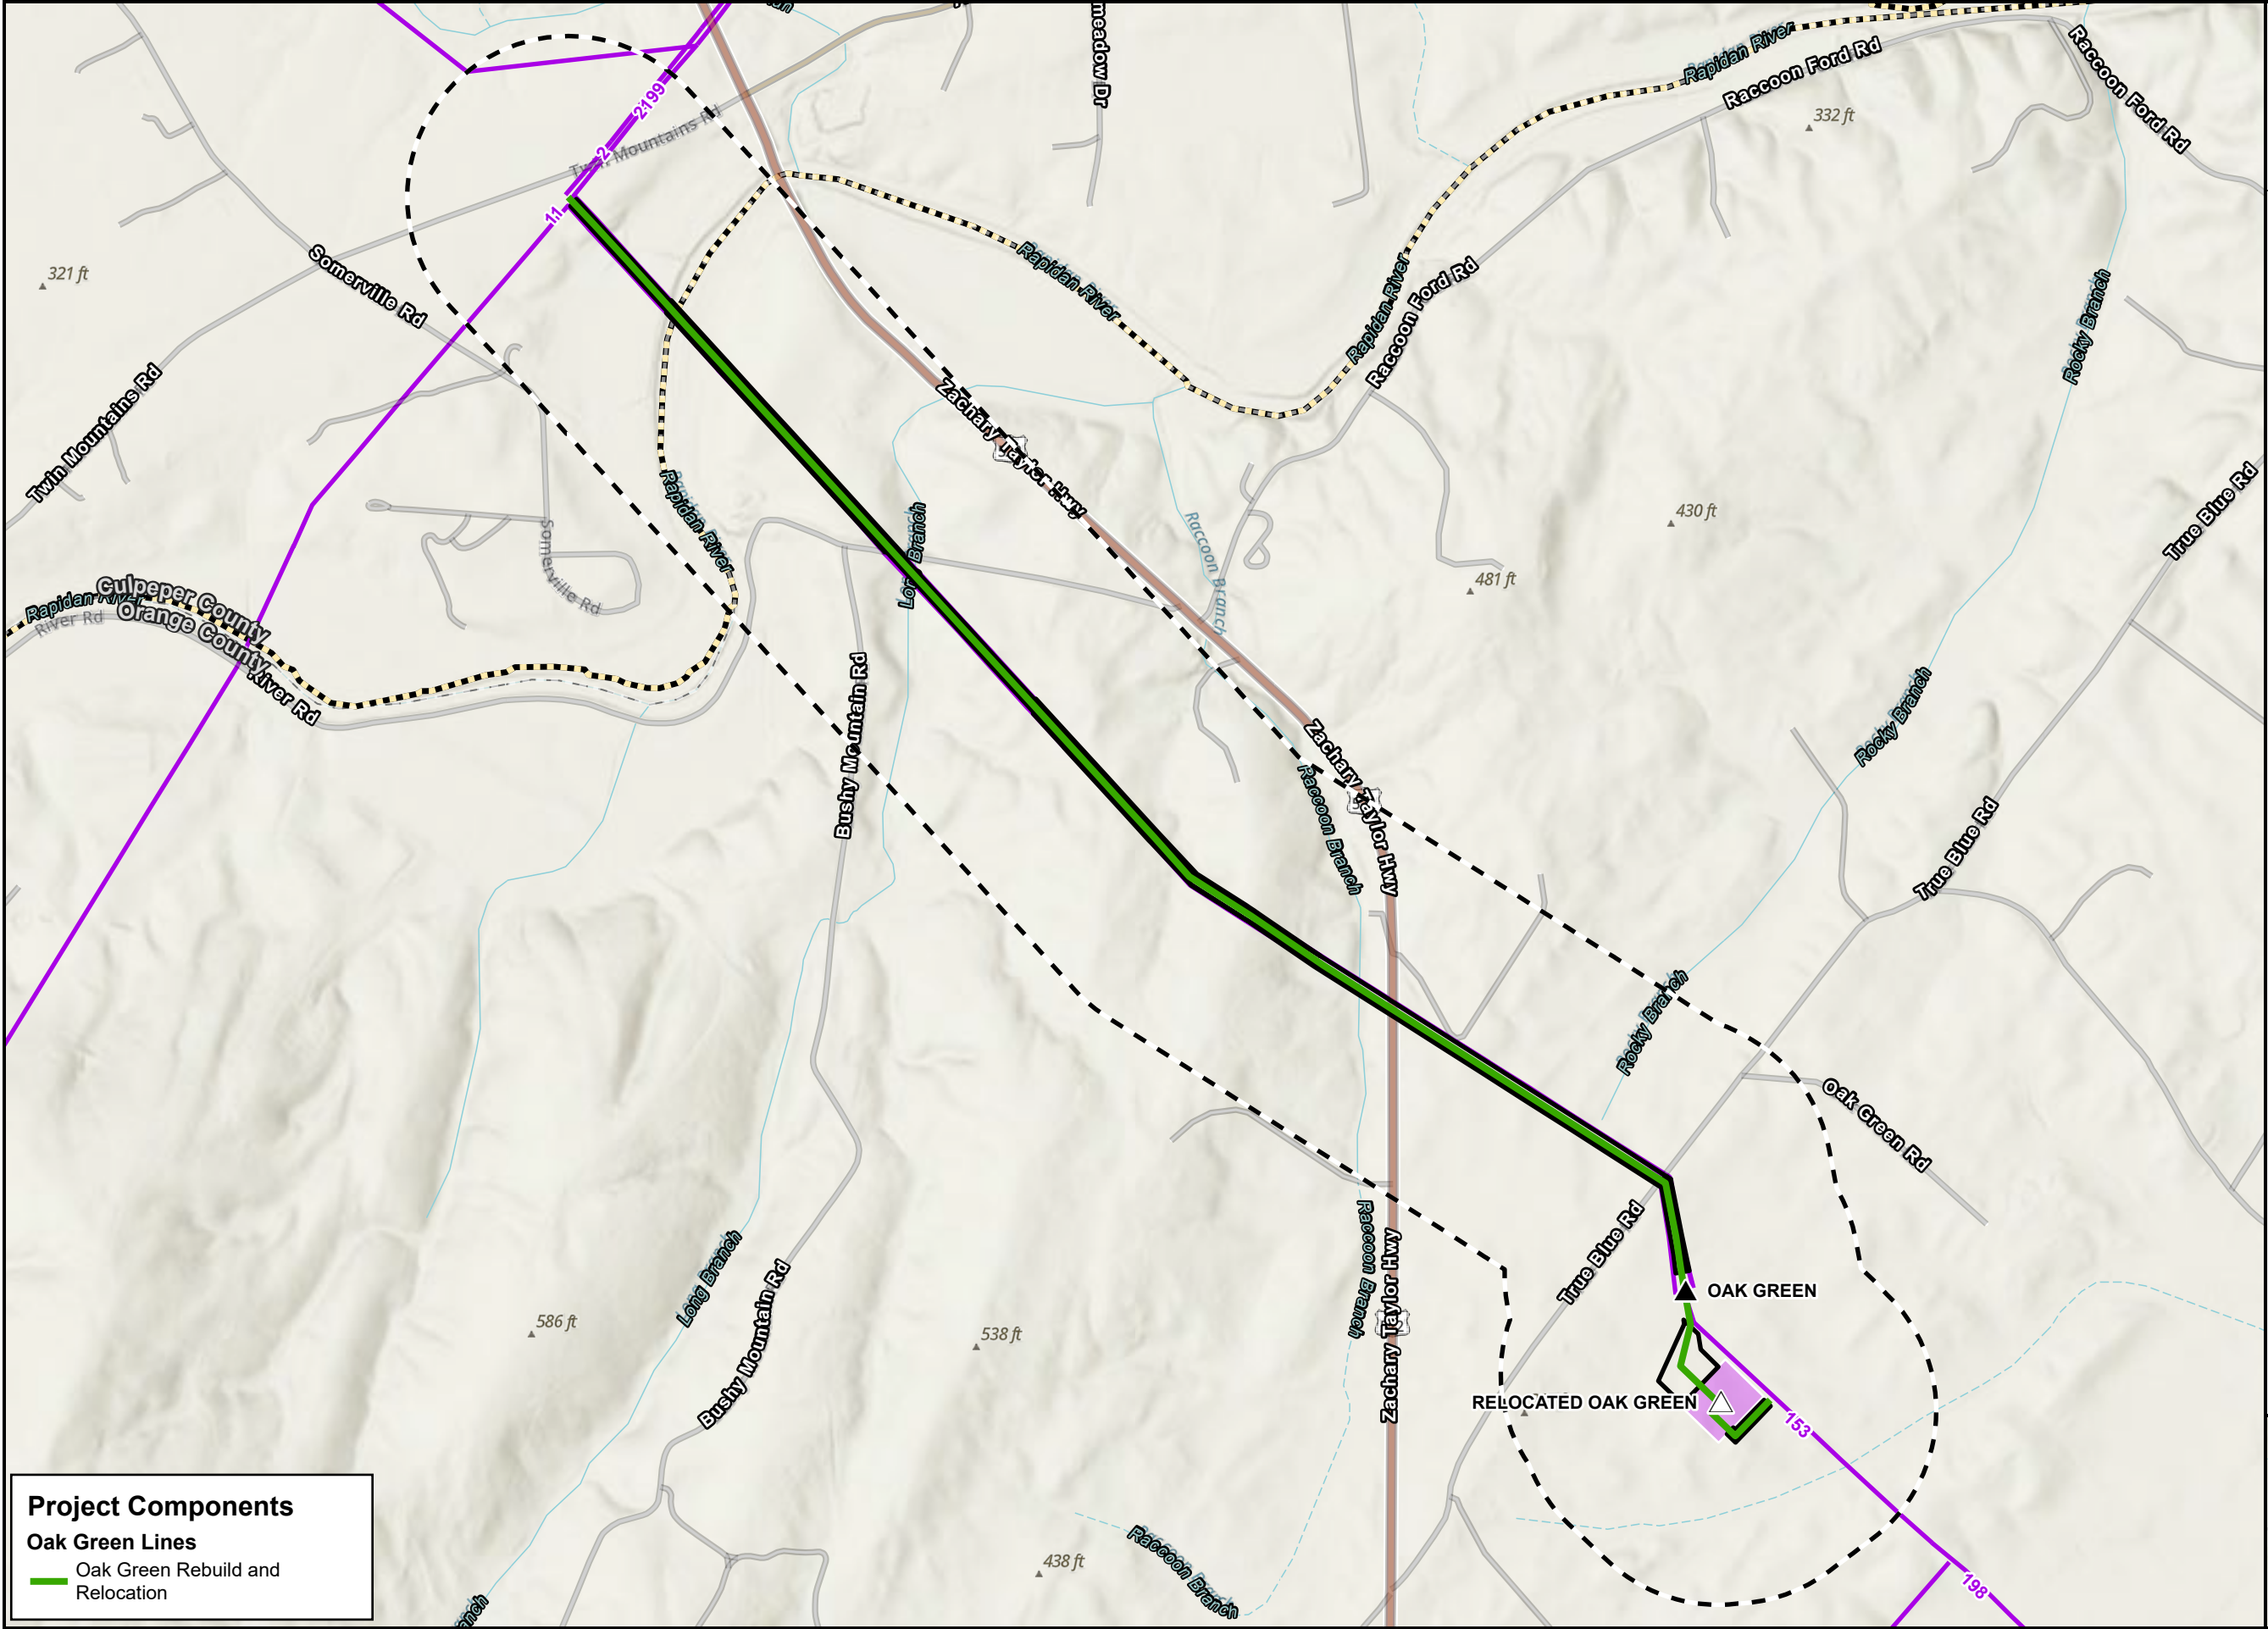 meadow Dr
Rapidan River
Raccoon Ford Rd
Raccoon Ford Rd
332 ft
2199
2
Twin Mountains Rd
11
Somerville Rd
321 ft
Rapidan River
Rapidan River
Raccoon Ford Rd
Rocky Branch
Twin Mountains Rd
Zachary Taylor Hwy
Rapidan River
Long Branch
Raccoon Branch
430 ft
481 ft
True Blue Rd
Somerville Rd
Rapidan River
River Rd
Culpeper County
Orange County
River Rd
Bushy Mountain Rd
Rocky Branch
Zachary Taylor Hwy
Raccoon Branch
True Blue Rd
Rocky Branch
Oak Green Rd
Long Branch
Bushy Mountain Rd
586 ft
538 ft
Raccoon Branch
Zachary Taylor Hwy
True Blue Rd
OAK GREEN
RELOCATED OAK GREEN
153
198
438 ft
Raccoon Branch
Project Components
Oak Green Lines
Oak Green Rebuild and
Relocation